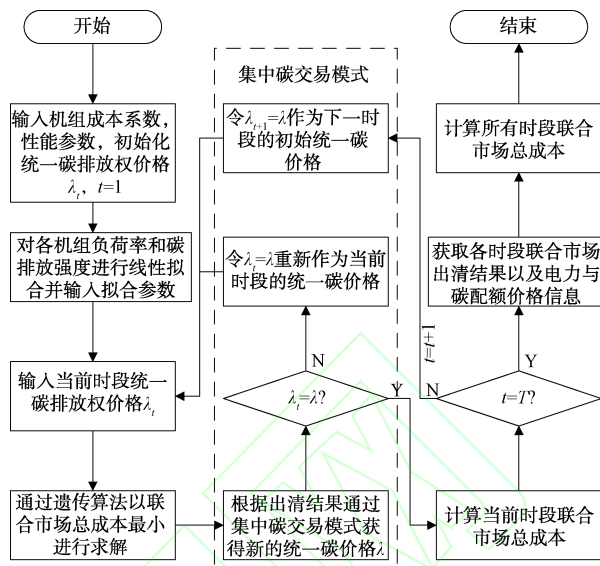 开始
输入机组成本系数,
性能参数，初始化
统一碳排放权价格
λt，t=1
对各机组负荷率和碳
排放强度进行线性拟
合并输入拟合参数
输入当前时段统一
碳排放权价格λt
通过遗传算法以联
合市场总成本最小
进行求解
集中碳交易模式
令λt+1=λ作为下一时
段的初始统一碳
价格
令λt=λ重新作为当前
时段的统一碳价格
N
λt=λ?
Y
根据出清结果通过
集中碳交易模式获
得新的统一碳价格λ
结束
计算所有时段联合
市场总成本
获取各时段联合市场
出清结果以及电力与
碳配额价格信息
t=t+1
Y
N
t=T?
计算当前时段联合
市场总成本